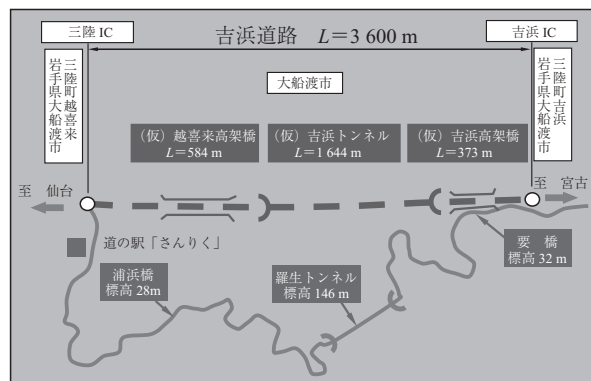 三陸 IC
吉浜道路 L=3 600 m
吉浜 IC
岩手県大船渡市
三陸町越喜来
大船渡市
岩手県大船渡市
三陸町吉浜
(仮)越喜来高架橋
L=584 m
(仮)吉浜トンネル
L=1 644 m
(仮)吉浜高架橋
L=373 m
至 仙台
至 宮古
道の駅「さんりく」
要 橋
標高 32 m
浦浜橋
標高 28m
羅生トンネル
標高 146 m